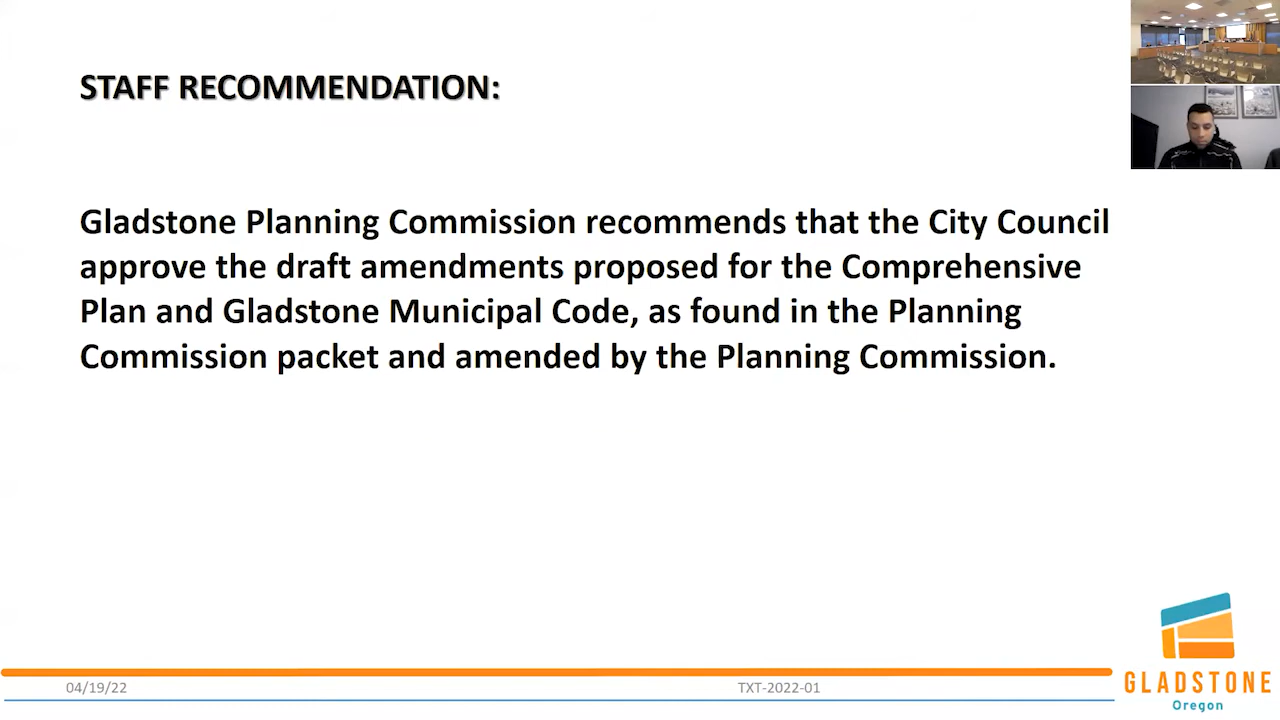 STAFF RECOMMENDATION:
Gladstone Planning Commission recommends that the City Council
approve the draft amendments proposed for the Comprehensive
Plan and Gladstone Municipal Code, as found in the Planning
Commission packet and amended by the Planning Commission.
04/19/22
TXT-2022-01
GLADSTONE
Oregon